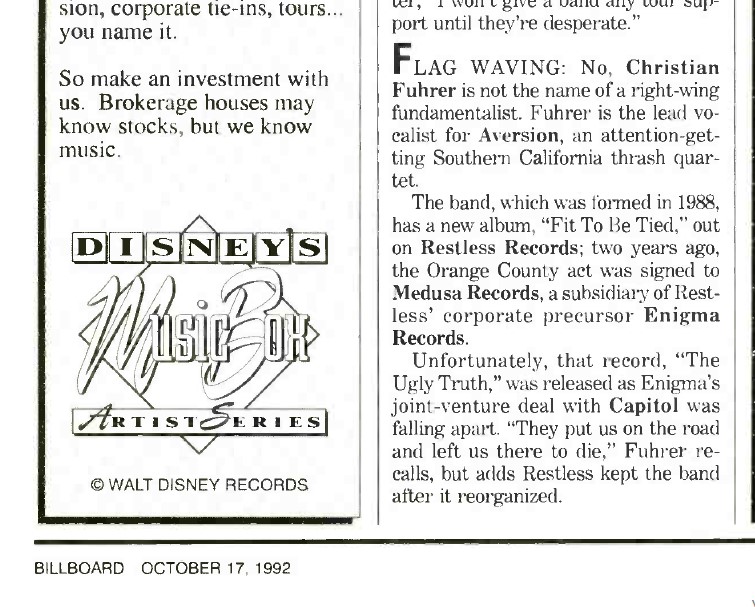 sion, corporate tie-ins, tours...
you name it.
So make an investment with
us. Brokerage houses may
know stocks, but we know
music.
DISNEY'S
Music Box
ARTIST SERIES
© WALT DISNEY RECORDS
ter, "I won't give a band any tour sup-
port until they're desperate."
FLAG WAVING: No, Christian
Fuhrer is not the name of a right-wing
fundamentalist. Fuhrer is the lead vo-
calist for Aversion, an attention-get-
ting Southern California thrash quar-
tet.
The band, which was formed in 1988,
has a new album, "Fit To Be Tied," out
on Restless Records; two years ago,
the Orange County act was signed to
Medusa Records, a subsidiary of Rest-
less' corporate precursor Enigma
Records.
Unfortunately, that record, "The
Ugly Truth," was released as Enigma's
joint-venture deal with Capitol was
falling apart. "They put us on the road
and left us there to die," Fuhrer re-
calls, but adds Restless kept the band
after it reorganized.
BILLBOARD OCTOBER 17, 1992